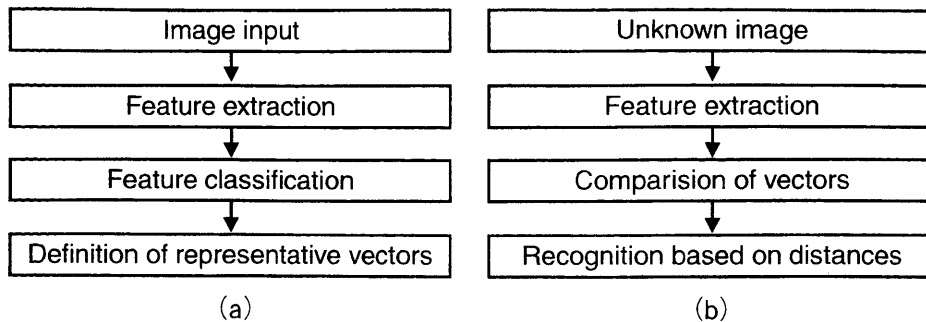 Image input
Feature extraction
Feature classification
Definition of representative vectors
(a)
Unknown image
Feature extraction
Comparision of vectors
Recognition based on distances
(b)